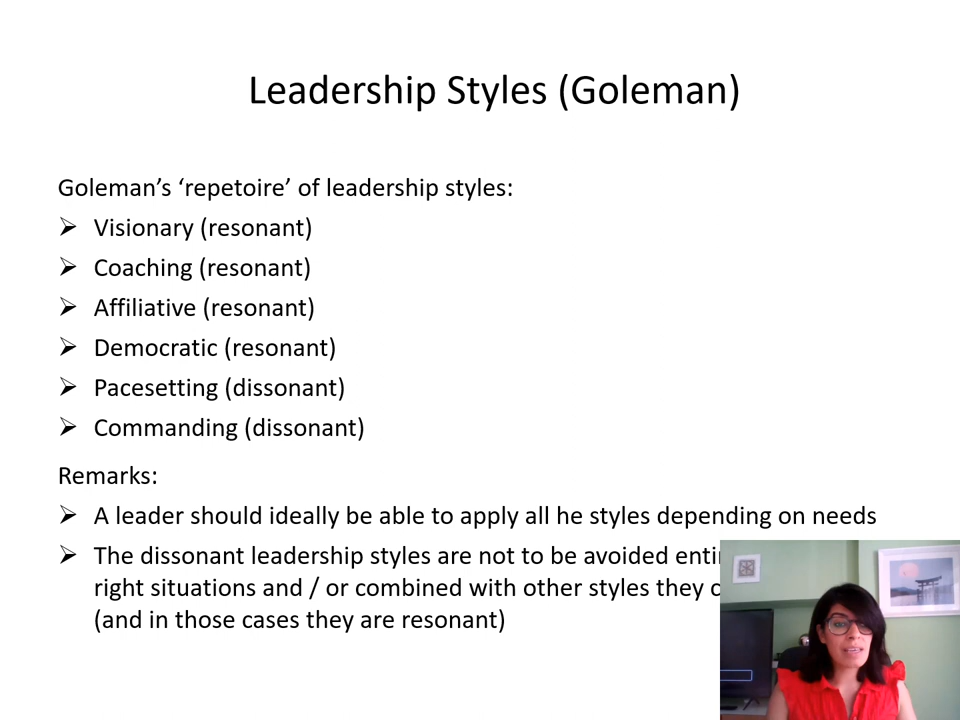 Leadership Styles (Goleman)
Goleman’s ‘repetoire’ of leadership styles:
Visionary (resonant)
Coaching (resonant)
Affiliative (resonant)
Democratic (resonant)
Pacesetting (dissonant)
Commanding (dissonant)
Remarks:
A leader should ideally be able to apply all he styles depending on needs
The dissonant leadership styles are not to be avoided
right situations and / or combined with other styles they
(and in those cases they are resonant)